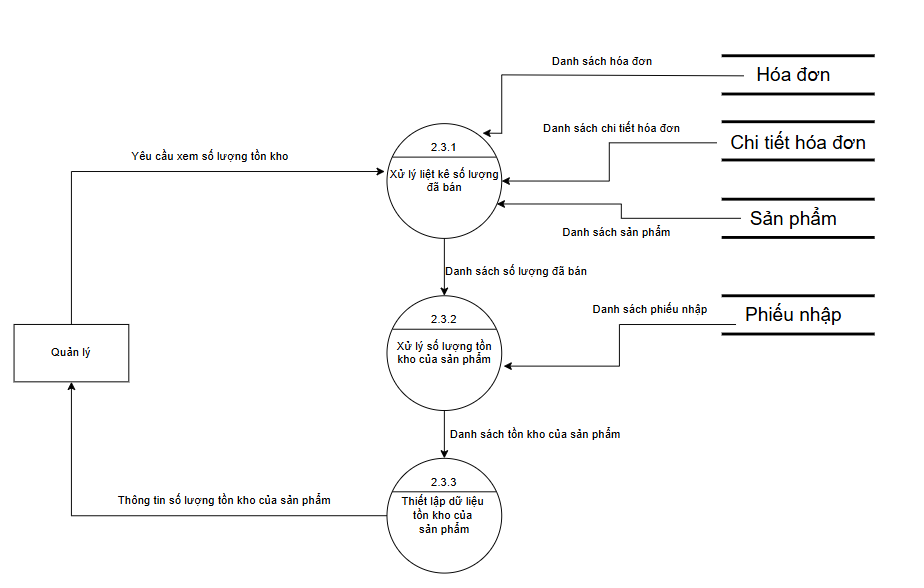 Danh sách hóa đơn
Hóa đơn
Danh sách chi tiết hóa đơn
Chi tiết hóa đơn
2.3.1
Yêu cầu xem số lượng tồn kho
Xử lý liệt kê số lượng
đã bán
Sản phẩm
Danh sách sản phẩm
Danh sách số lượng đã bán
Danh sách phiếu nhập
Phiếu nhập
2.3.2
Xử lý số lượng tồn
kho của sản phẩm
Quản lý
Danh sách tồn kho của sản phẩm
2.3.3
Thông tin số lượng tồn kho của sản phẩm
Thiết lập dữ liệu
tồn kho của
sản phẩm